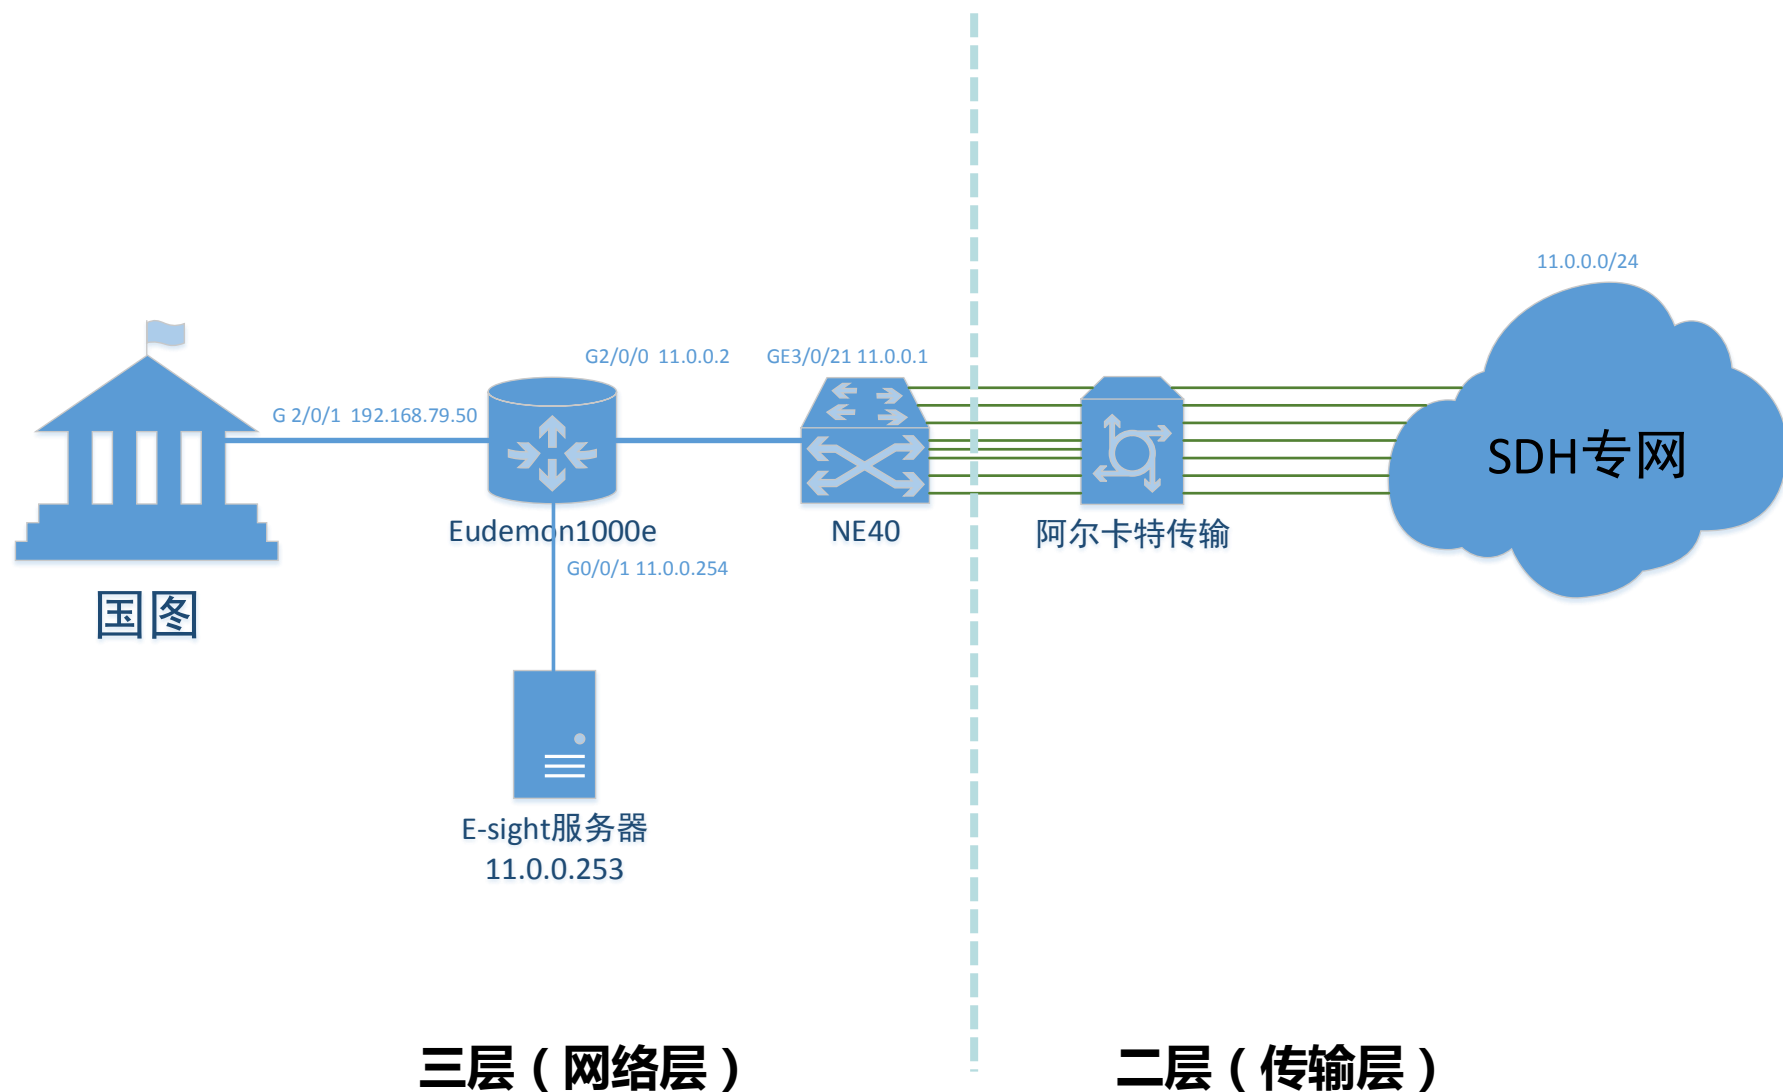 11.0.0.0/24
G2/0/0 11.0.0.2
GE3/0/21 11.0.0.1
G 2/0/1 192.168.79.50
SDH专网
Eudemon1000e
NE40
阿尔卡特传输
G0/0/1 11.0.0.254
国图
E-sight服务器
11.0.0.253
三层（网络层）
二层（传输层）